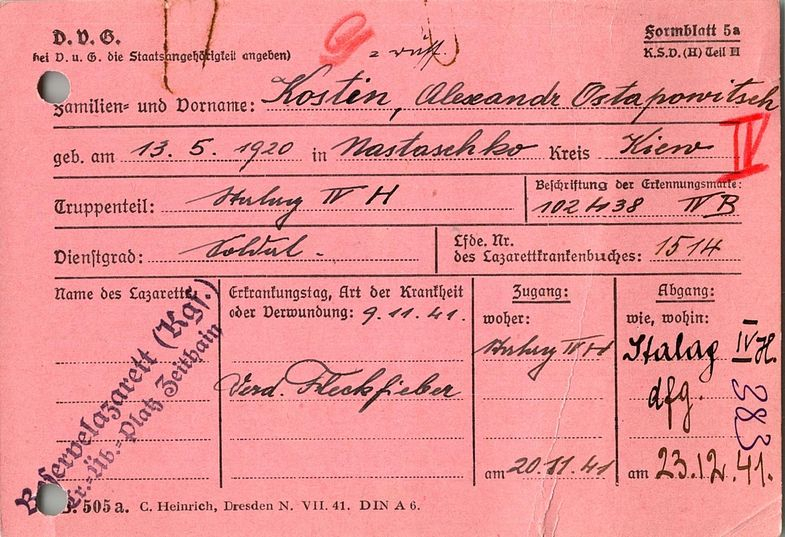 D.V.G.
bei D. u. G. die Staatsangehörigkeit angeben)
Formblatt 5a
K.S.D. (H) Teil II
russ.
Familien- und Vorname: Kostin, Alexandr Ostapowitsch
geb. am 13. 5. 1920 in Nastaschko Kreis Kiew
IV
Truppenteil: Stalag IV H
Beschriftung der Erkennungsmarke:
102438 IV B
Dienstgrad: Soldat.
Lfde. Nr.
des Lazarettkrankenbuches: 1514
Name des Lazaretts:
Reservelazarett (Kgf.)
Tr.=Üb.=Platz Zeithain
Erkrankungstag, Art der Krankheit
oder Verwundung: 9.11.41.
Verd. Fleckfieber
Zugang:
woher:
Stalag IV H
am 20.11.41
Abgang:
wie, wohin:
Stalag IV H.
dfg.
383
am 23.12.41.
B. 505a. C. Heinrich, Dresden N. VII. 41. DIN A 6.